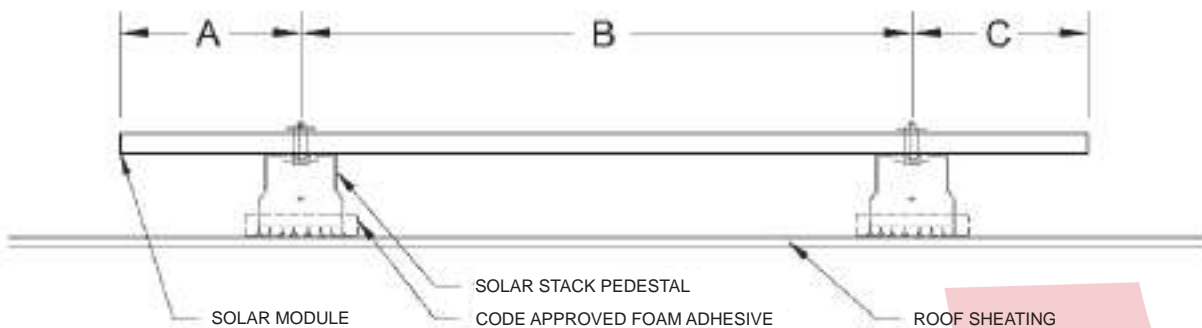 A B C
SOLAR STACK PEDESTAL
SOLAR MODULE CODE APPROVED FOAM ADHESIVE ROOF SHEATING